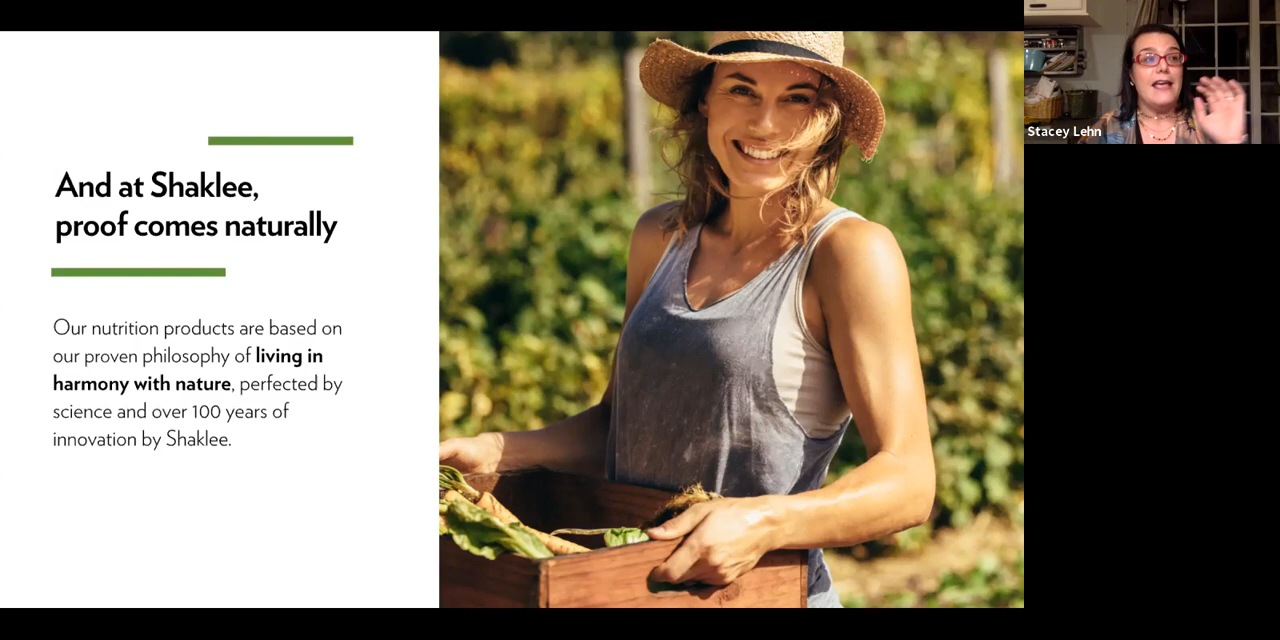 And at Shaklee,
proof comes naturally
Our nutrition products are based on
our proven philosophy of living in
harmony with nature, perfected by
science and over 100 years of
innovation by Shaklee.
Stacey Lehn